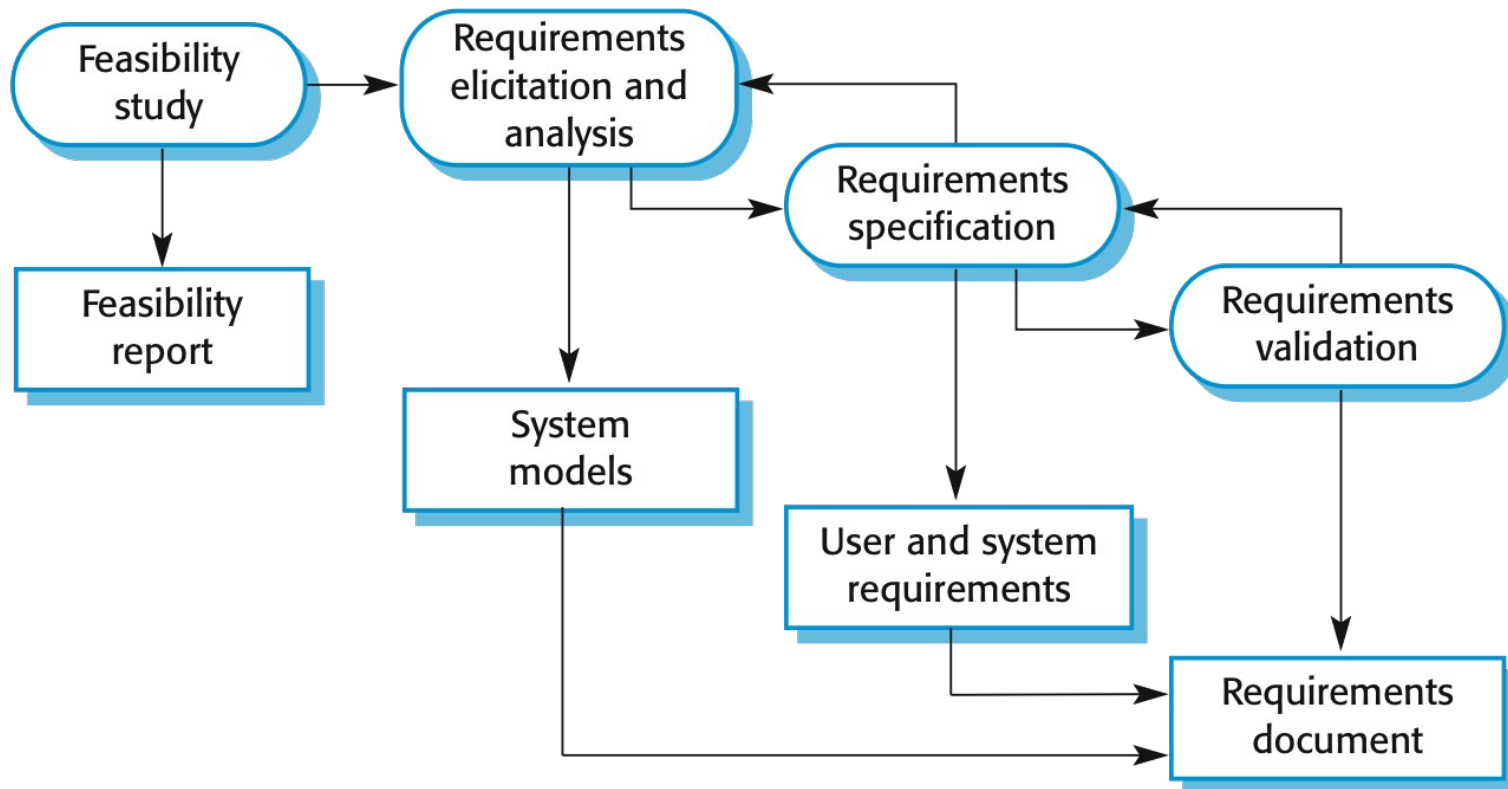 Feasibility
study
Requirements
elicitation and
analysis
Requirements
specification
Requirements
validation
Feasibility
report
System
models
User and system
requirements
Requirements
document